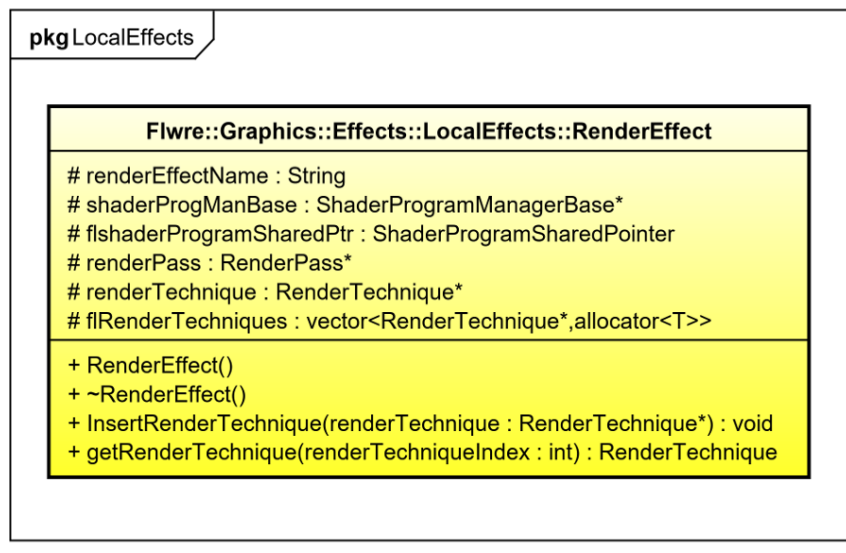 pkg LocalEffects
Flwre::Graphics::Effects::LocalEffects::RenderEffect
# renderEffectName : String
# shaderProgManBase : ShaderProgramManagerBase*
# flshaderProgramSharedPtr : ShaderProgramSharedPointer
# renderPass : RenderPass*
# renderTechnique : RenderTechnique*
# flRenderTechniques : vector<RenderTechnique*,allocator<T>>
+ RenderEffect()
+ ~RenderEffect()
+ InsertRenderTechnique(renderTechnique : RenderTechnique*) : void
+ getRenderTechnique(renderTechniqueIndex : int) : RenderTechnique